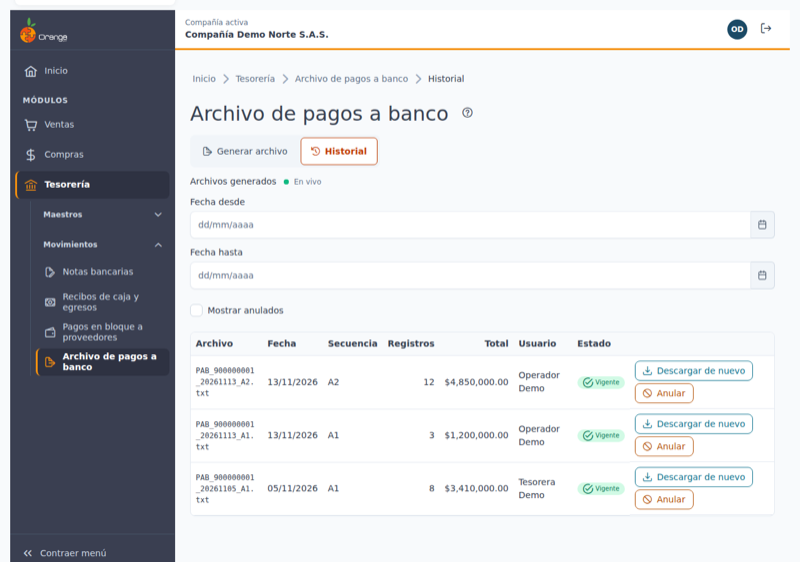 Orange
Compañía activa
Compañía Demo Norte S.A.S.
OD
Inicio
MÓDULOS
Ventas
Compras
Tesorería
Maestros
Movimientos
Notas bancarias
Recibos de caja y
egresos
Pagos en bloque a
proveedores
Archivo de pagos a
banco
Contraer menú
Inicio Tesorería Archivo de pagos a banco Historial
Archivo de pagos a banco
Generar archivo Historial
Archivos generados En vivo
Fecha desde
dd/mm/aaaa
Fecha hasta
dd/mm/aaaa
Mostrar anulados
Archivo Fecha Secuencia Registros Total Usuario Estado
PAB_900000001
_20261113_A2.
txt
13/11/2026 A2 12 $4,850,000.00
Operador
Demo
Vigente
Descargar de nuevo
Anular
PAB_900000001
_20261113_A1.
txt
13/11/2026 A1 3 $1,200,000.00
Operador
Demo
Vigente
Descargar de nuevo
Anular
PAB_900000001
_20261105_A1.
txt
05/11/2026 A1 8 $3,410,000.00
Tesorera
Demo
Vigente
Descargar de nuevo
Anular